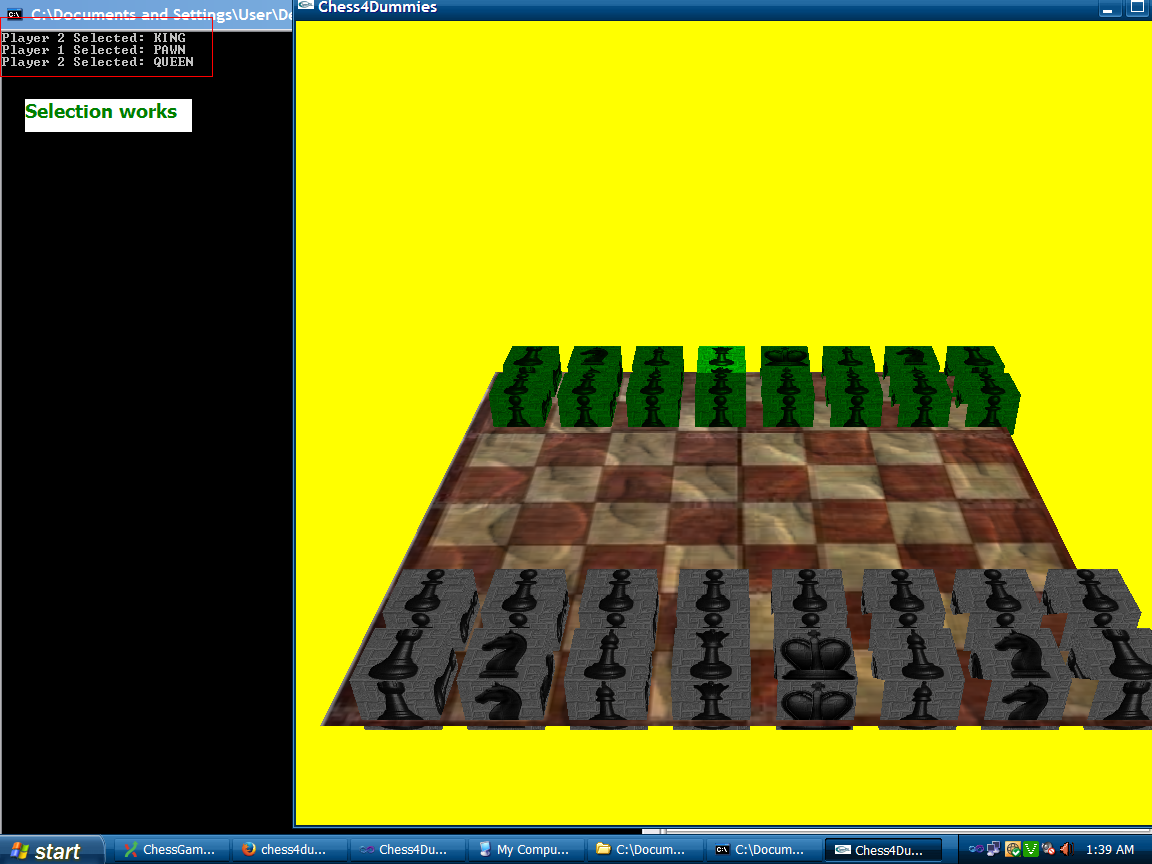 C:\Documents and Settings\User\De
Chess4Dummies
Player 2 Selected: KING
Player 1 Selected: PAWN
Player 2 Selected: QUEEN
Selection works
start
ChessGam...
chess4du...
Chess4Du...
My Compu...
C:\Docum...
C:\Docum...
Chess4Du...
1:39 AM